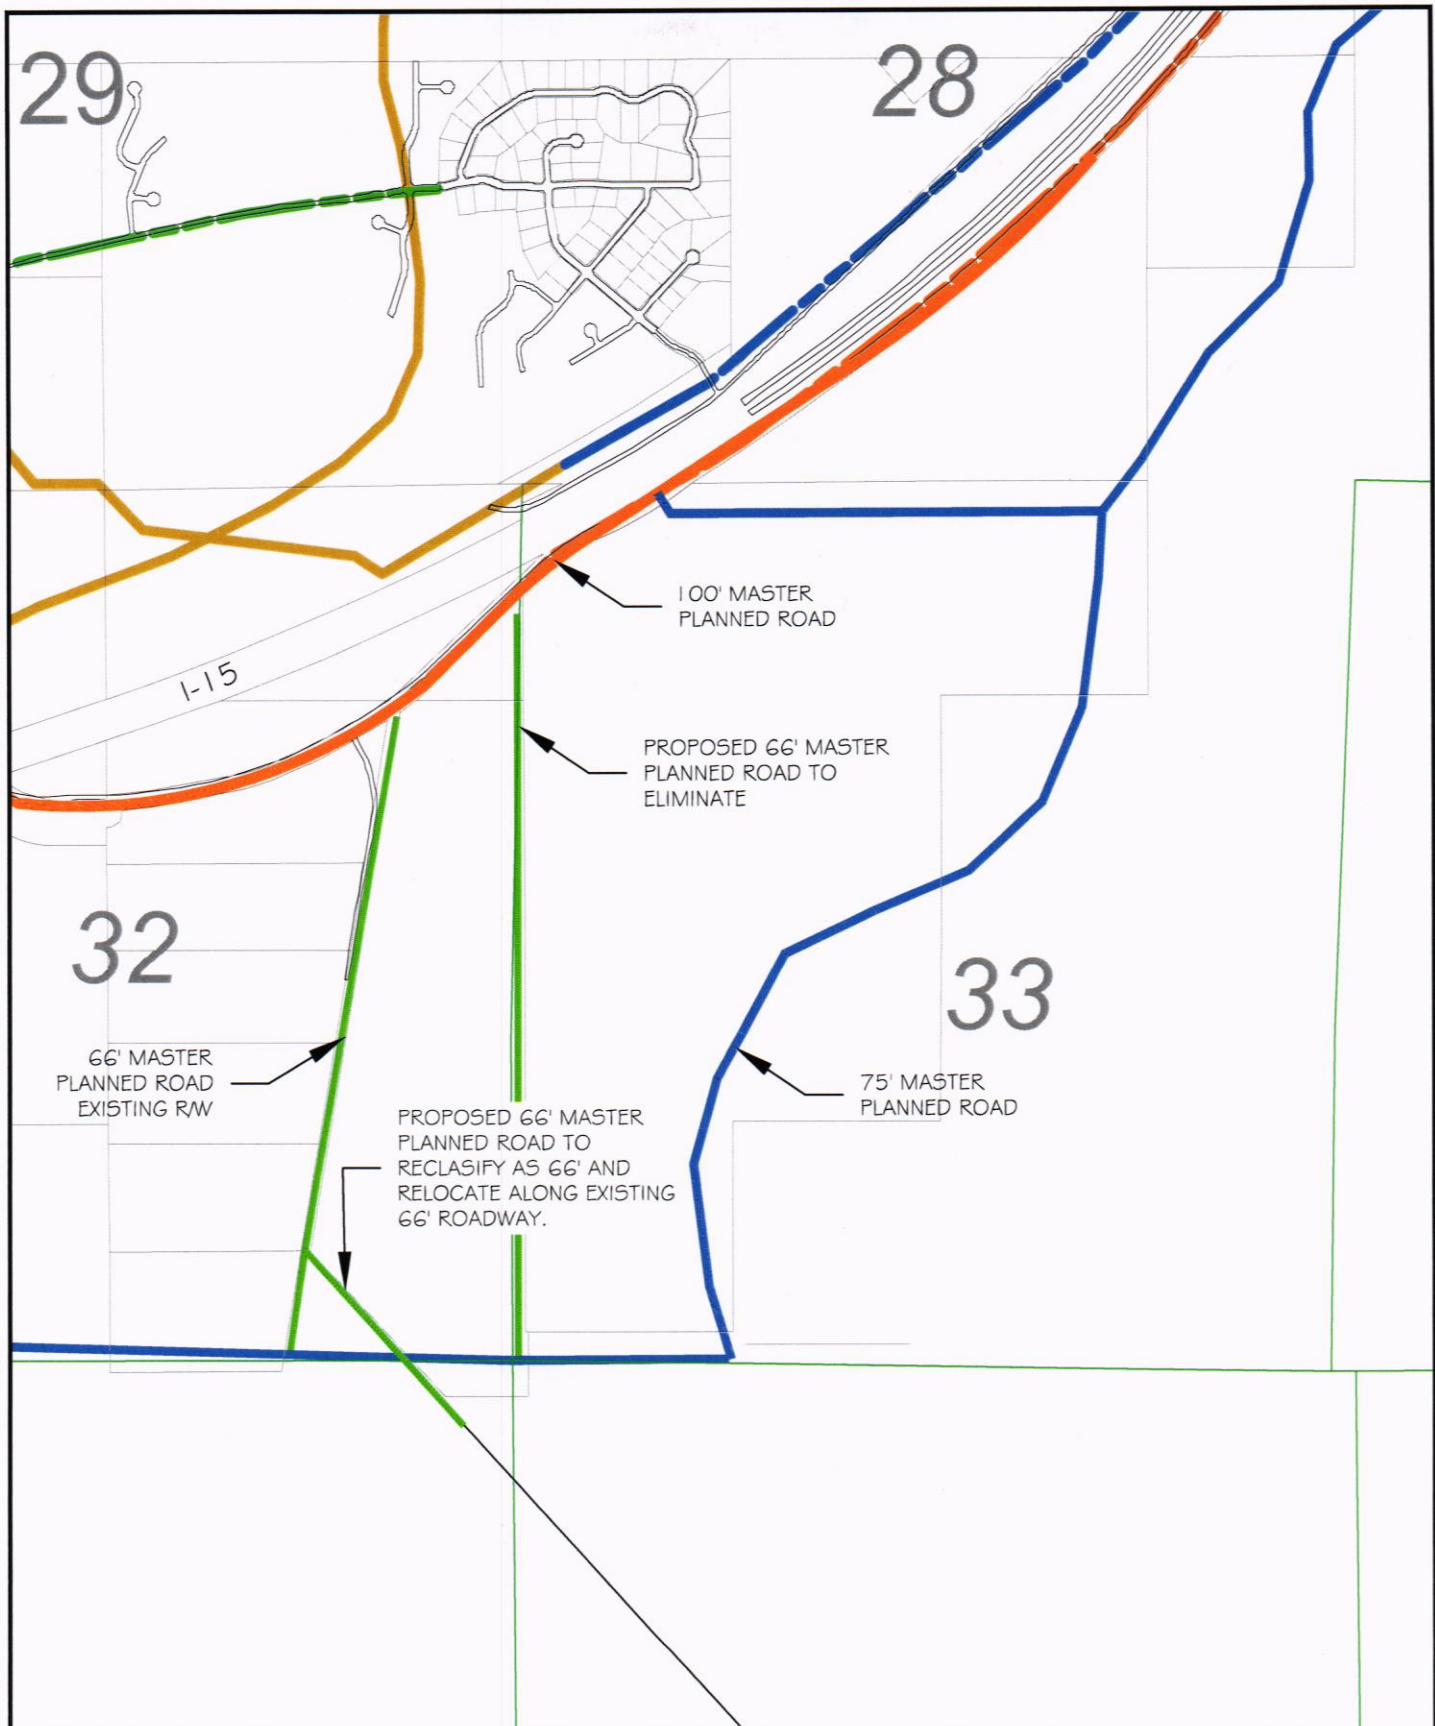 29
28
100' MASTER
PLANNED ROAD
I-15
PROPOSED 66' MASTER
PLANNED ROAD TO
ELIMINATE
32
33
66' MASTER
PLANNED ROAD
EXISTING R/W
75' MASTER
PLANNED ROAD
PROPOSED 66' MASTER
PLANNED ROAD TO
RECLASIFY AS 66' AND
RELOCATE ALONG EXISTING
66' ROADWAY.